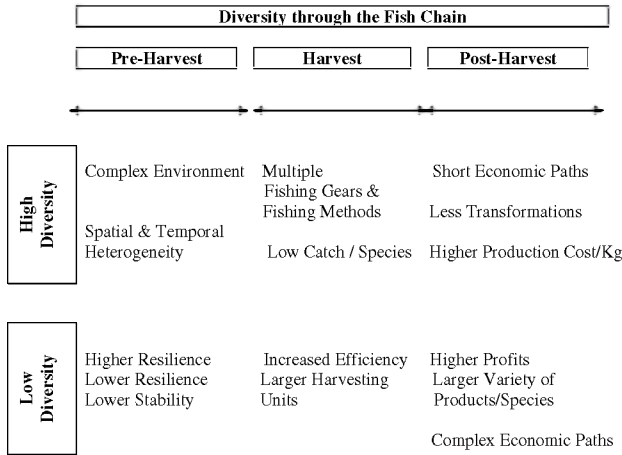 Diversity through the Fish Chain
Pre-Harvest
Harvest
Post-Harvest
High
Diversity
Complex Environment
Spatial & Temporal
Heterogeneity
Multiple
Fishing Gears &
Fishing Methods
Low Catch / Species
Short Economic Paths
Less Transformations
Higher Production Cost/Kg
Low
Diversity
Higher Resilience
Lower Resilience
Lower Stability
Increased Efficiency
Larger Harvesting
Units
Higher Profits
Larger Variety of
Products/Species
Complex Economic Paths